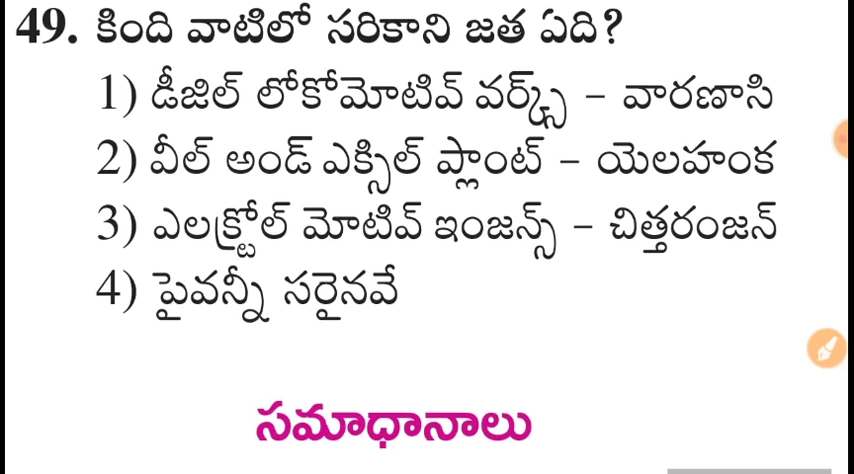 49. కింది వాటిలో సరికాని జత ఏది?
1) డీజిల్ లోకోమోటివ్ వర్క్స్ - వారణాసి
2) వీల్ అండ్ ఎక్సిల్ ప్లాంట్ - యెలహంక
3) ఎలక్ట్రోల్ మోటివ్ ఇంజన్స్ - చిత్తరంజన్
4) పైవన్నీ సరైనవే
సమాధానాలు